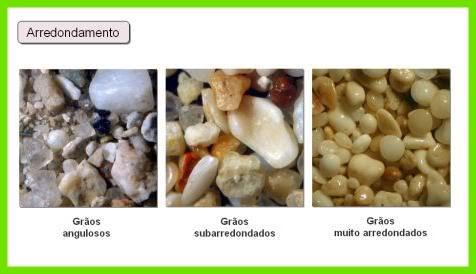 Arredondamento
Grãos
angulosos
Grãos
subarredondados
Grãos
muito arredondados